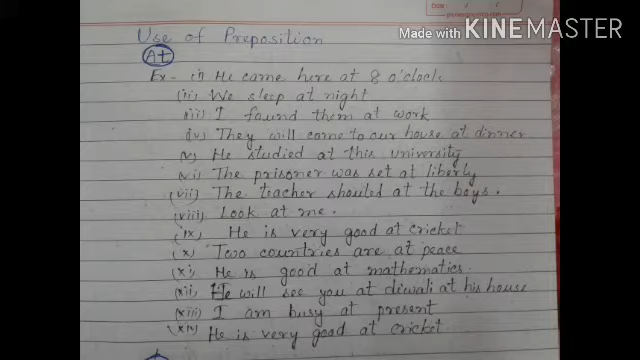 Date :
Made with KINEMASTER
Use of Preposition
At
Ex- (i) He came here at 8 o'clock
(ii) We sleep at night
(iii) I found them at work
(iv) They will come to our house at dinner
(v) He studied at this university
(vi) The prisoner was set at liberty
(vii) The teacher shouted at the boys.
(viii) Look at me.
(ix) He is very good at cricket
(x) Two countries are at peace
(xi) He is good at mathematics.
(xii) He will see you at diwali at his house
(xiii) I am busy at present
(xiv) He is very good at cricket